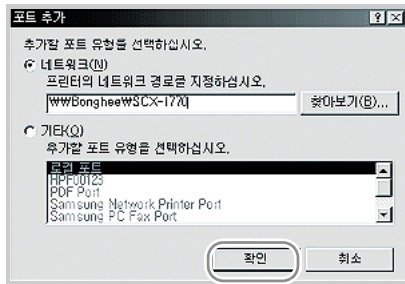 포트 추가
추가할 포트 유형을 선택하십시오.
네트워크(N)
프린터의 네트워크 경로를 지정하십시오.
₩₩Bonghee₩SCX-1770
찾아보기(B)...
기타(O)
추가할 포트 유형을 선택하십시오.
로컬 포트
HPF00123
PDF Port
Samsung Network Printer Port
Samsung PC Fax Port
확인
취소